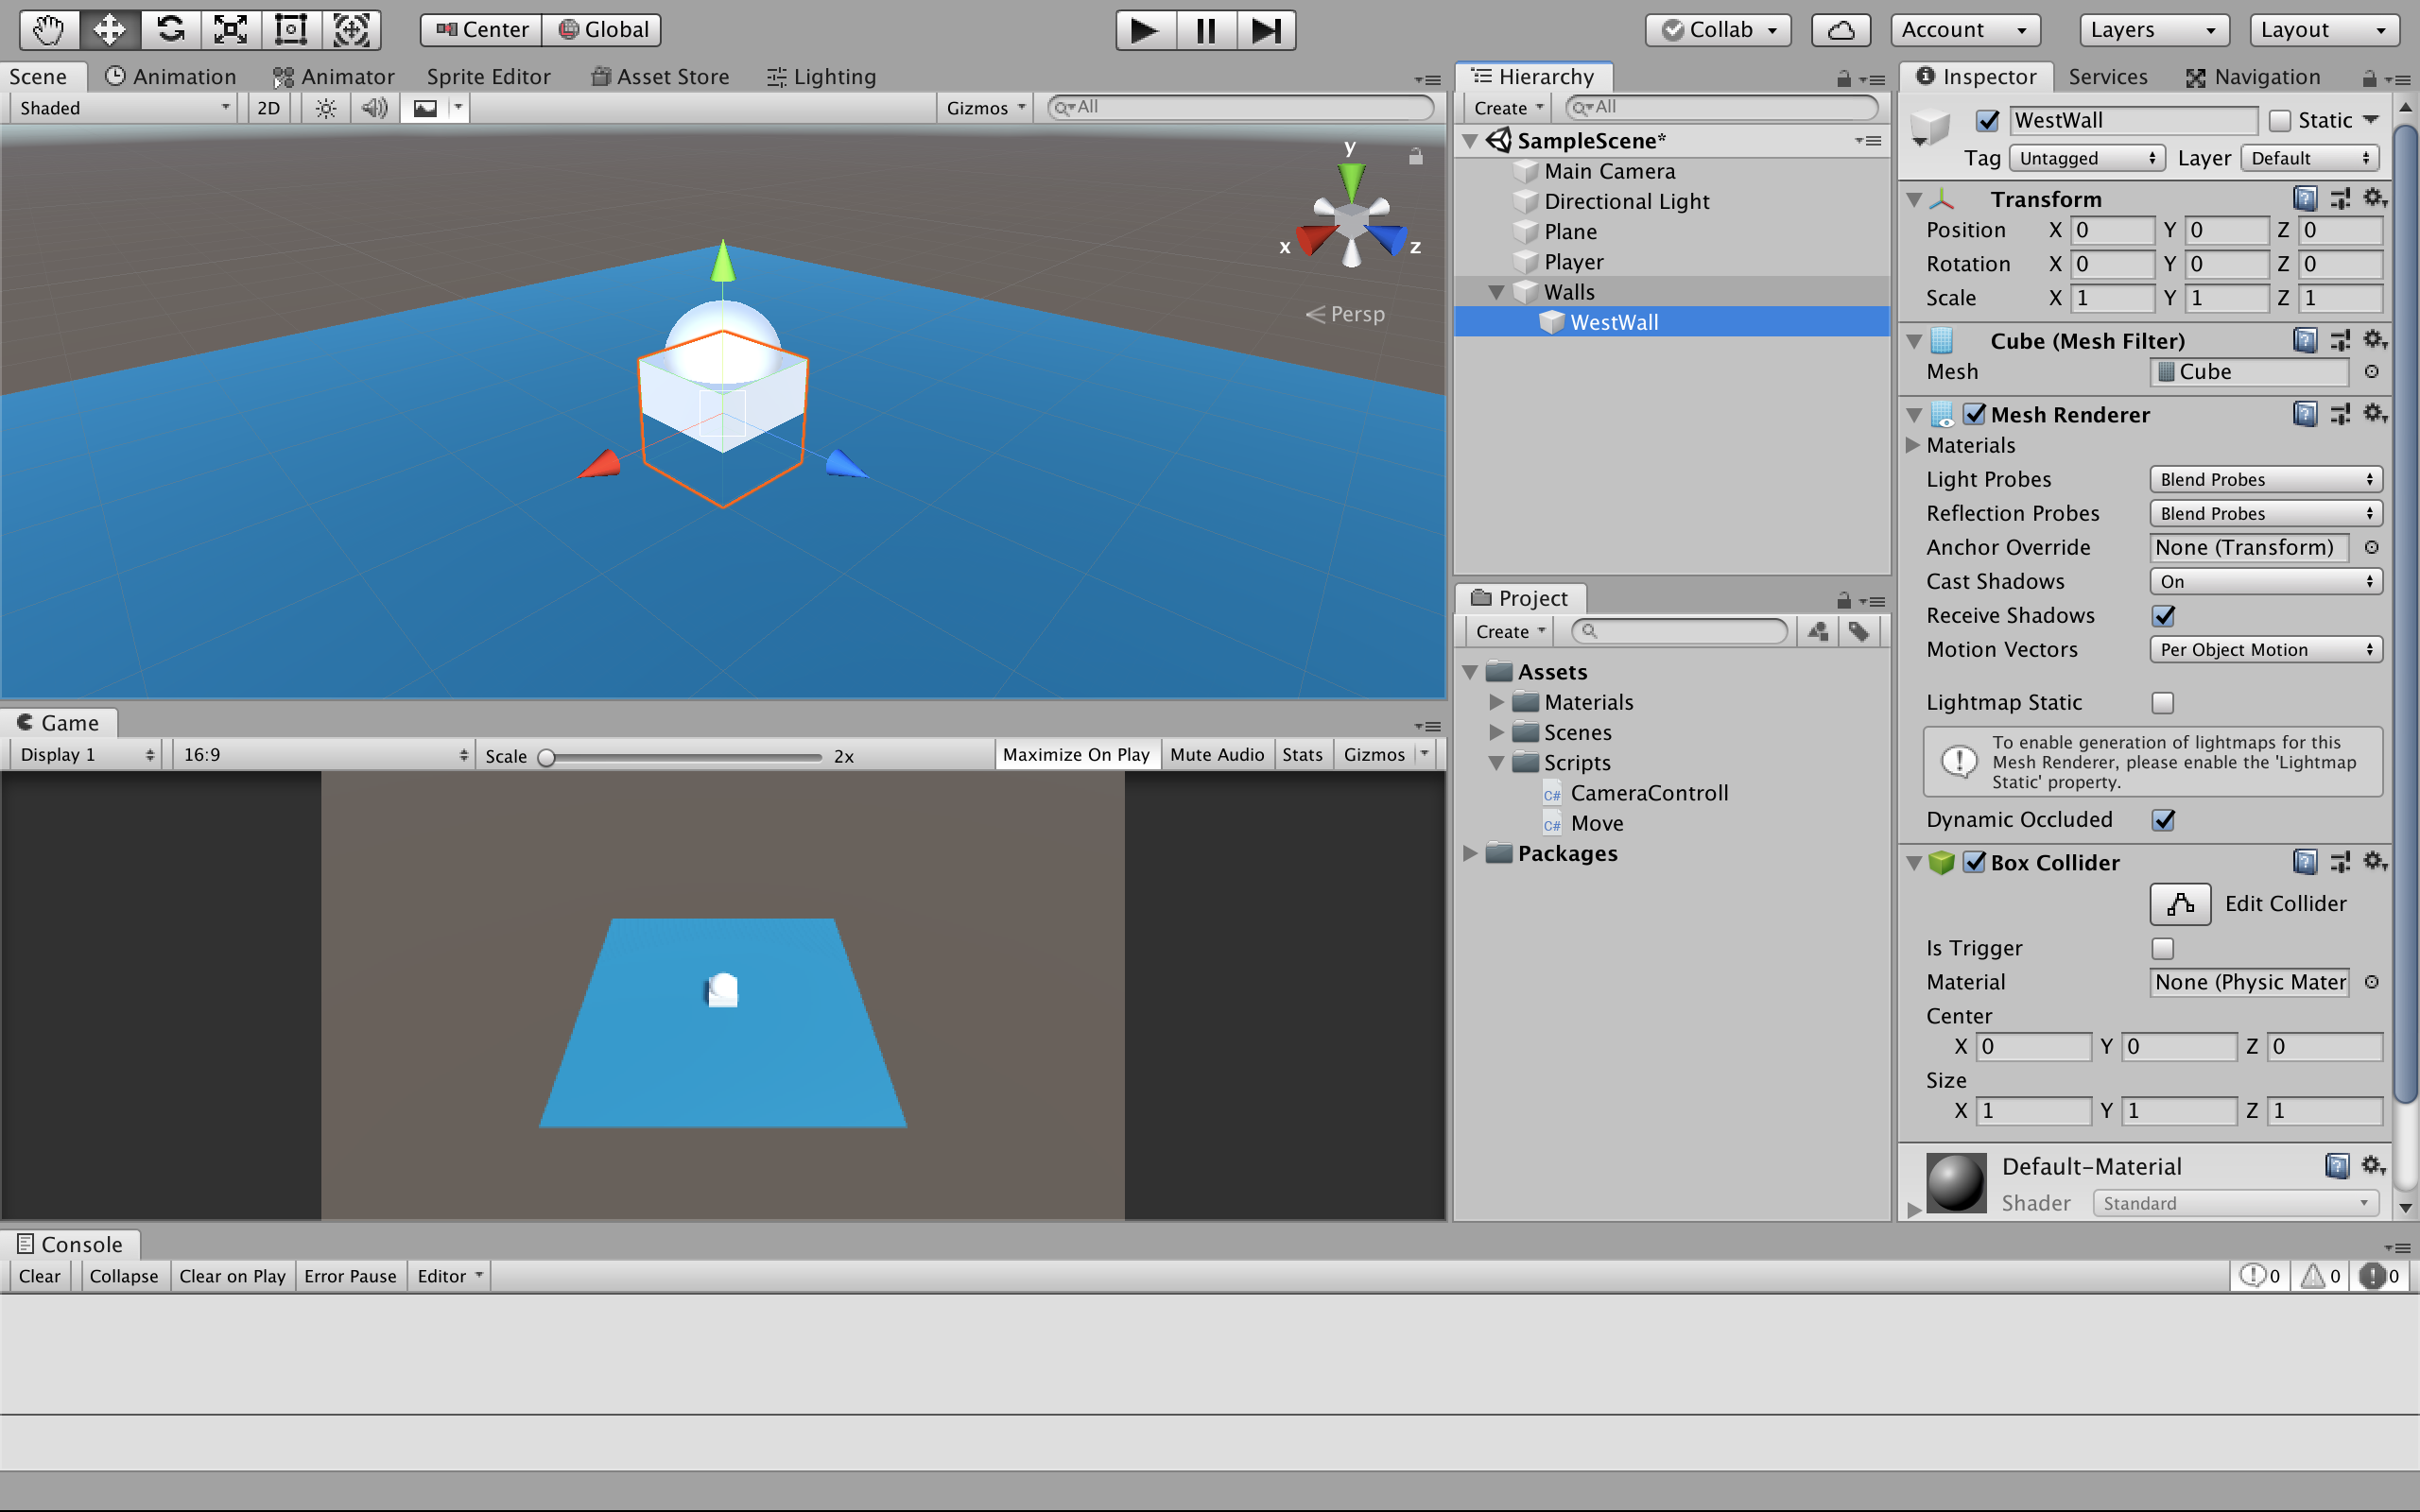 Center Global Collab Account Layers Layout
Scene Animation Animator Sprite Editor Asset Store Lighting
Shaded 2D Gizmos All
y
x z
Persp
Game
Display 1 16:9 Scale 2x Maximize On Play Mute Audio Stats Gizmos
Hierarchy
Create All
SampleScene*
Main Camera
Directional Light
Plane
Player
Walls
WestWall
Project
Create
Assets
Materials
Scenes
Scripts
C# CameraControll
C# Move
Packages
Inspector Services Navigation
WestWall Static
Tag Untagged Layer Default
Transform
Position X 0 Y 0 Z 0
Rotation X 0 Y 0 Z 0
Scale X 1 Y 1 Z 1
Cube (Mesh Filter)
Mesh Cube
Mesh Renderer
Materials
Light Probes Blend Probes
Reflection Probes Blend Probes
Anchor Override None (Transform)
Cast Shadows On
Receive Shadows
Motion Vectors Per Object Motion
Lightmap Static
To enable generation of lightmaps for this
Mesh Renderer, please enable the 'Lightmap
Static' property.
Dynamic Occluded
Box Collider
Edit Collider
Is Trigger
Material None (Physic Mater
Center
X 0 Y 0 Z 0
Size
X 1 Y 1 Z 1
Default-Material
Shader Standard
Console
Clear Collapse Clear on Play Error Pause Editor 0 0 0